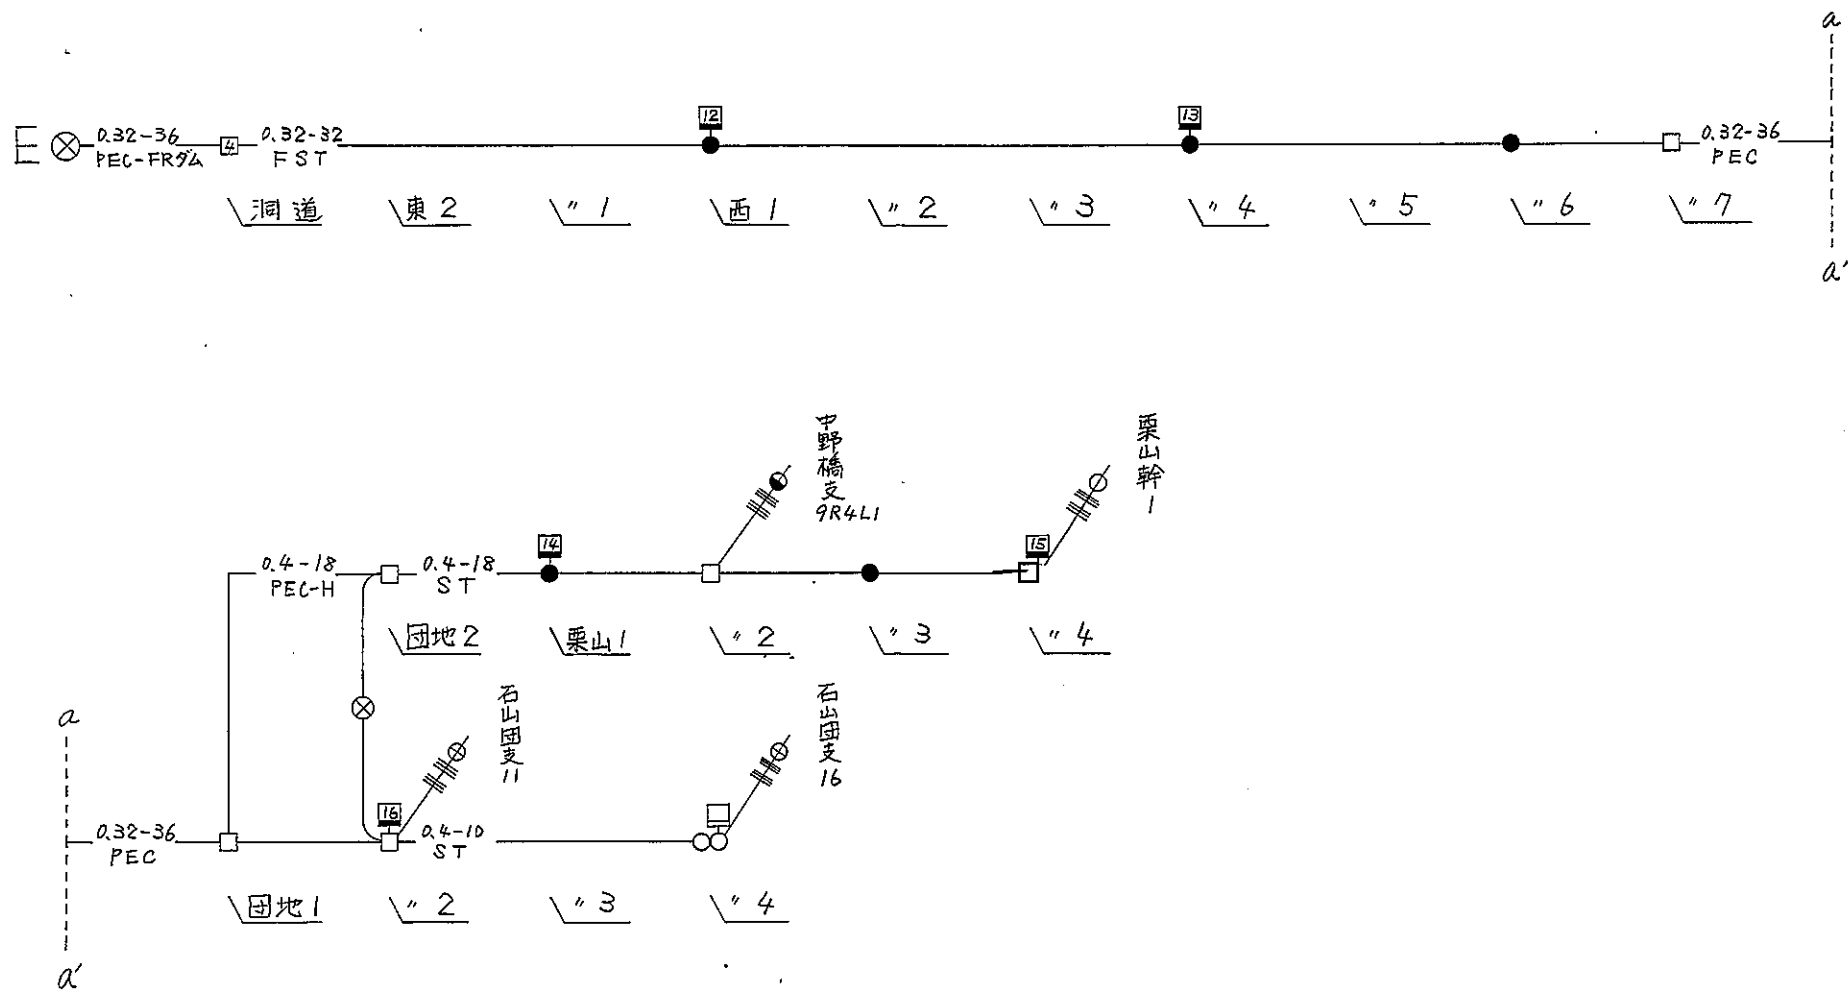 a
12
13
E
0.32-36
PEC-FRダム
4
0.32-32
FST
0.32-36
PEC
洞道
東2
〃1
西1
〃2
〃3
〃4
〃5
〃6
〃7
a'
中野橋支
9R4L1
栗山幹1
0.4-18
PEC-H
0.4-18
ST
14
15
団地2
栗山1
〃2
〃3
〃4
石山団支11
石山団支16
a
0.32-36
PEC
16
0.4-10
ST
団地1
〃2
〃3
〃4
a'